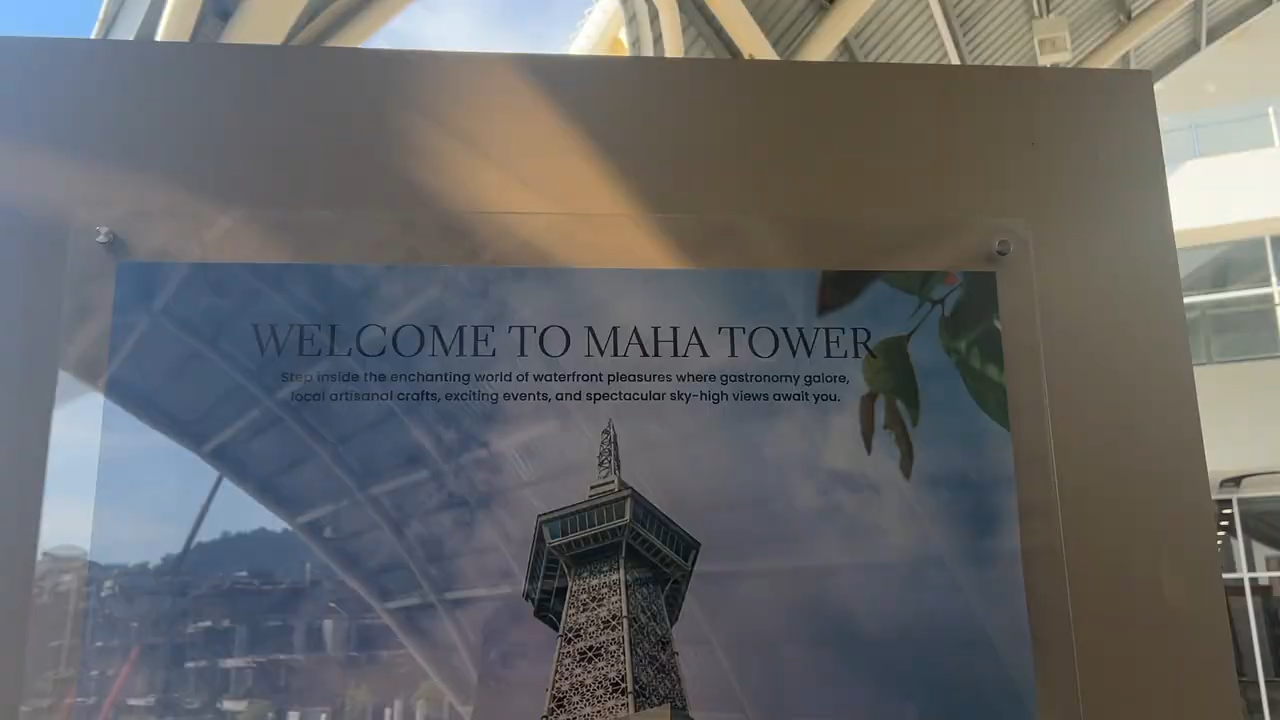 WELCOME TO MAHA TOWER
Step inside the enchanting world of waterfront pleasures where gastronomy galore,
local artisanal crafts, exciting events, and spectacular sky-high views await you.